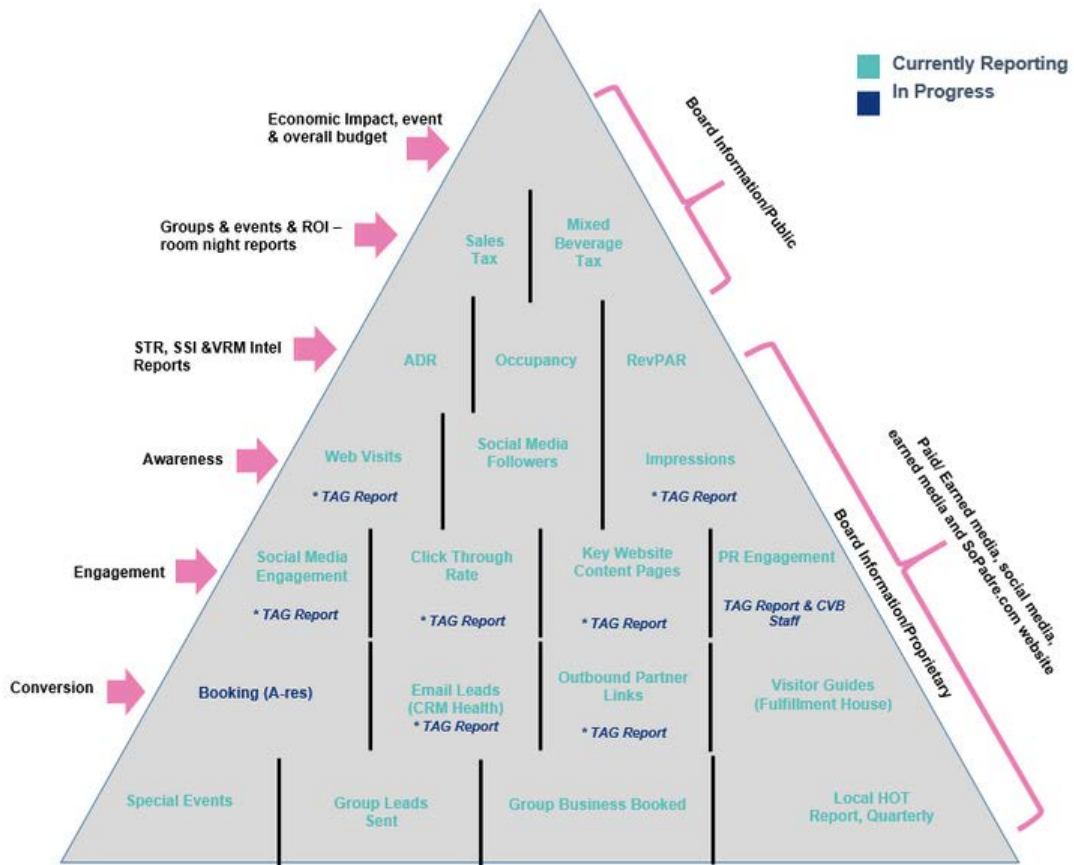 Currently Reporting
In Progress
Economic Impact, event
& overall budget
Board Information/Public
Groups & events & ROI –
room night reports
Sales
Tax
Mixed
Beverage
Tax
STR, SSI &VRM Intel
Reports
ADR
Occupancy
RevPAR
Paid/ Earned media, social media,
earned media and SoPadre.com website
Board Information/Proprietary
Awareness
Web Visits
* TAG Report
Social Media
Followers
Impressions
* TAG Report
Engagement
Social Media
Engagement
* TAG Report
Click Through
Rate
* TAG Report
Key Website
Content Pages
* TAG Report
PR Engagement
TAG Report & CVB
Staff
Conversion
Booking (A-res)
Email Leads
(CRM Health)
* TAG Report
Outbound Partner
Links
* TAG Report
Visitor Guides
(Fulfillment House)
Special Events
Group Leads
Sent
Group Business Booked
Local HOT
Report, Quarterly